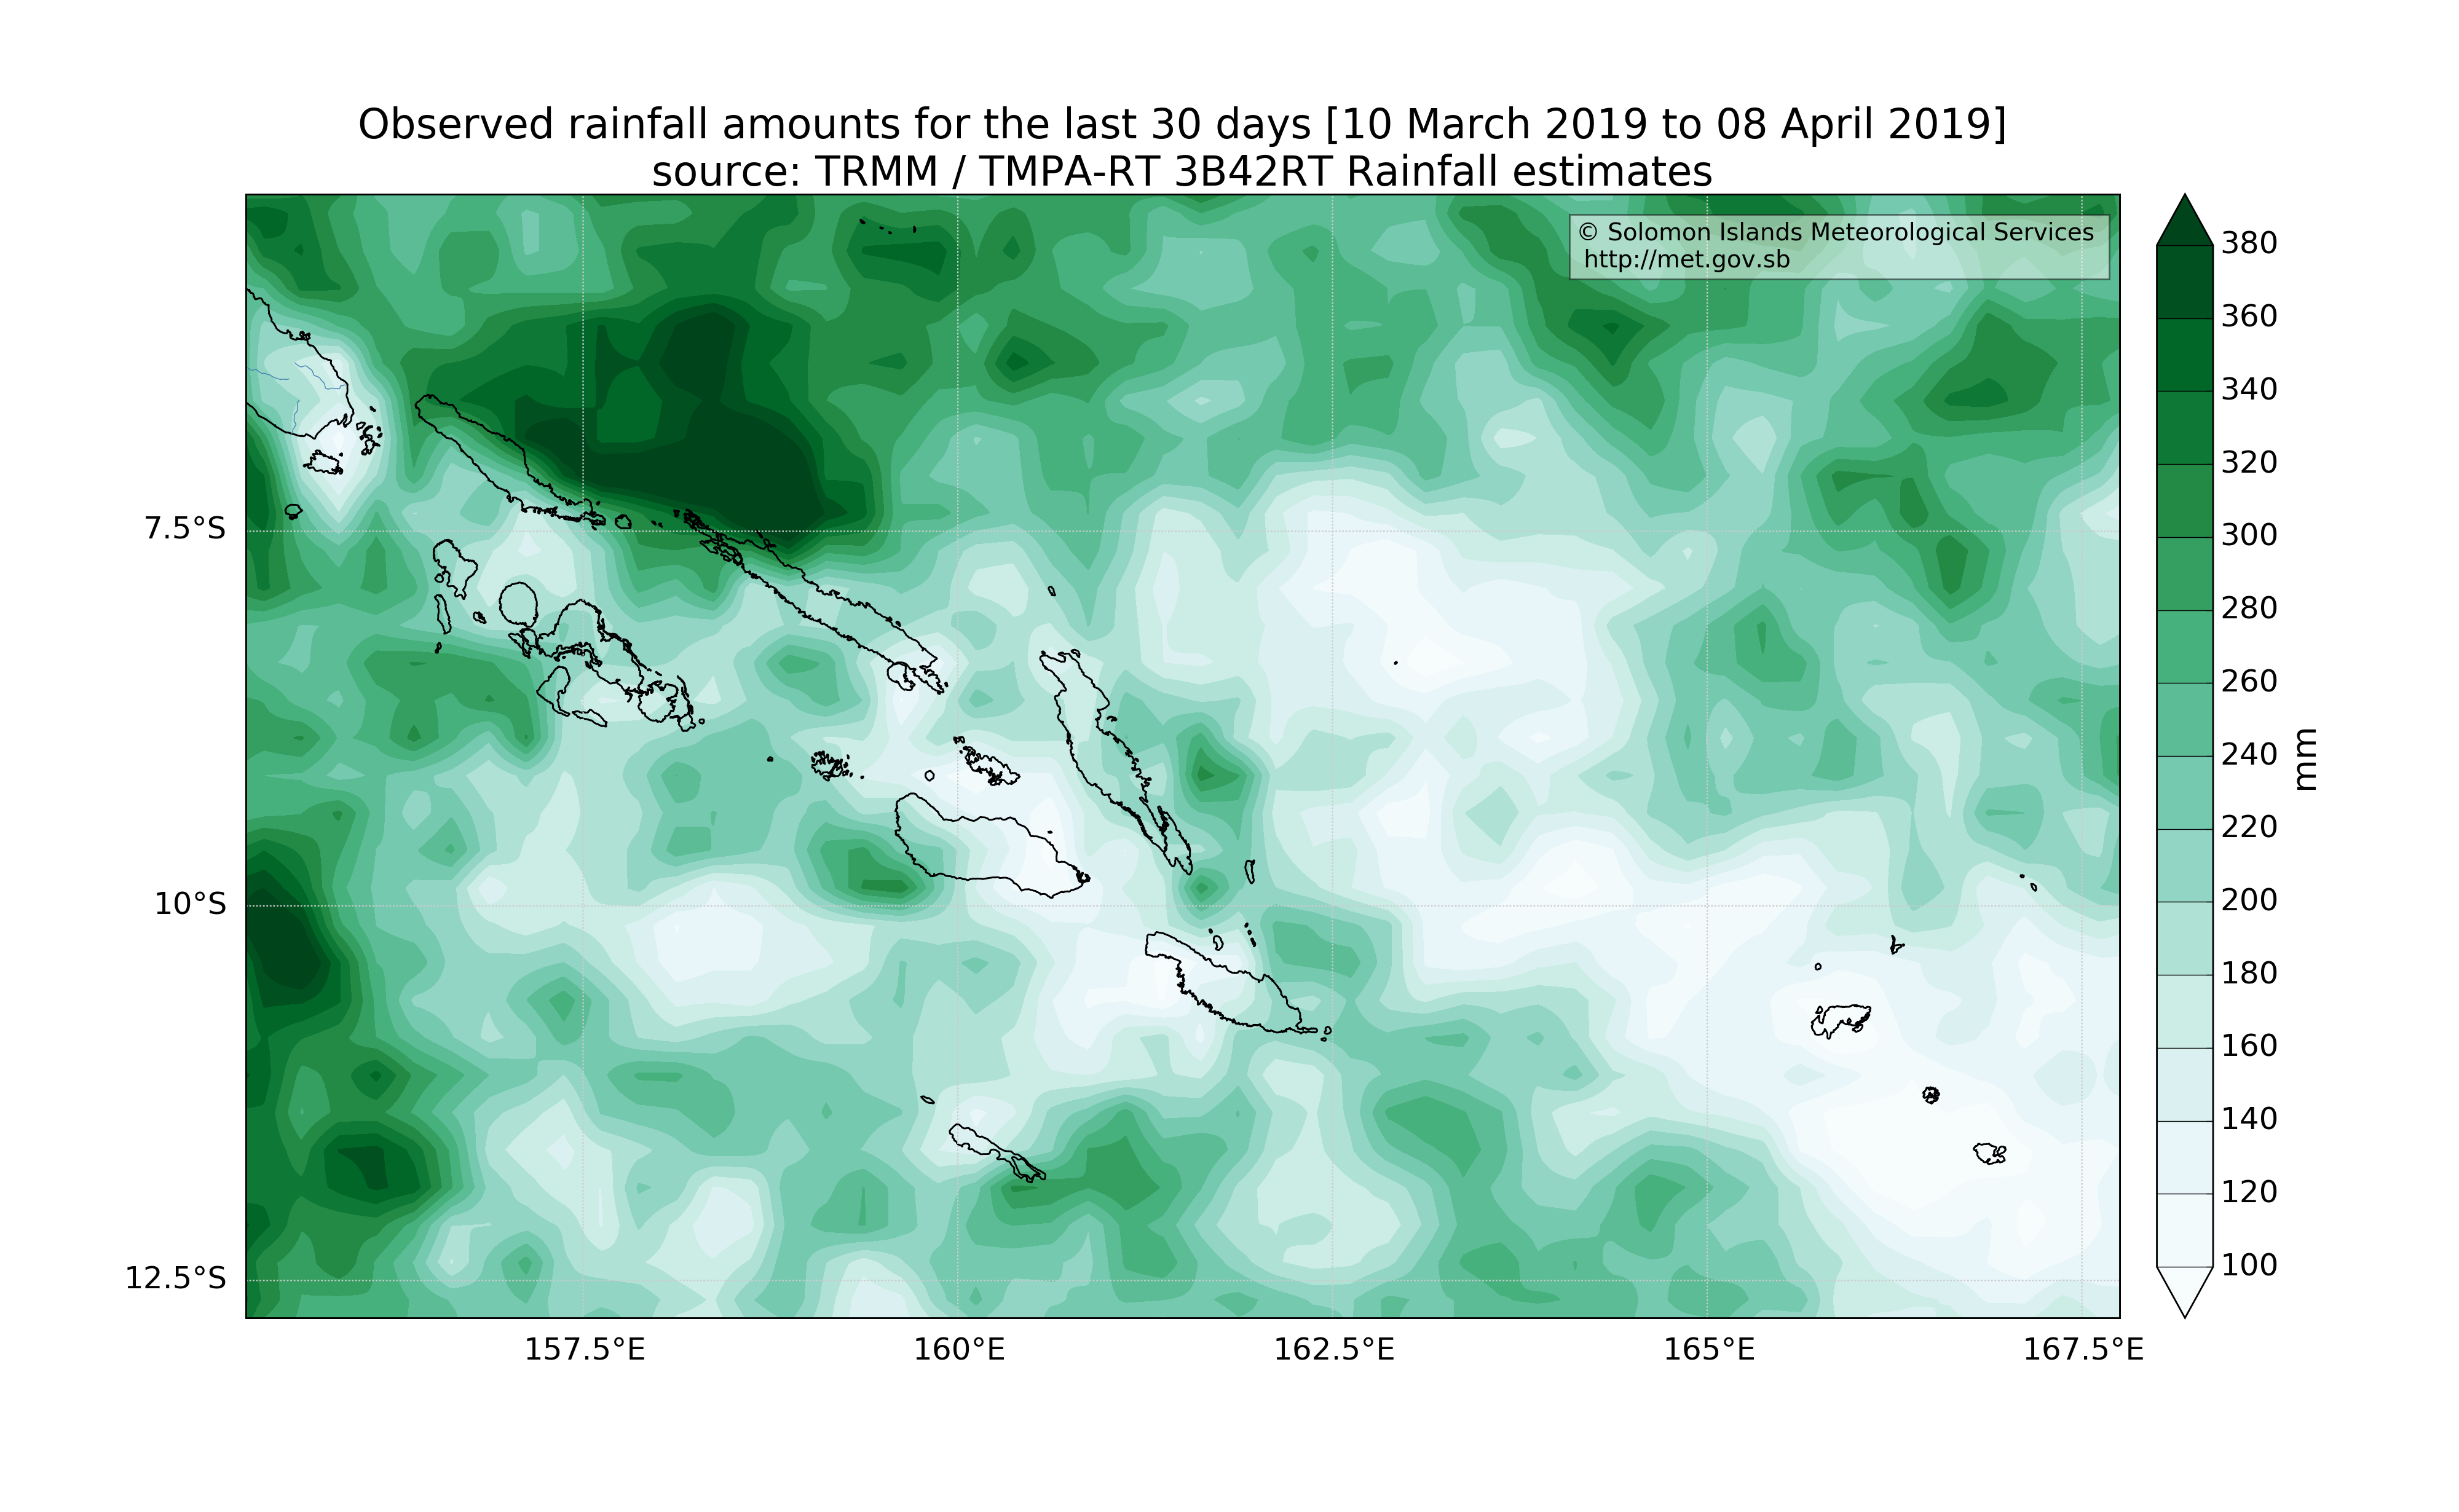 Observed rainfall amounts for the last 30 days [10 March 2019 to 08 April 2019]
source: TRMM / TMPA-RT 3B42RT Rainfall estimates
© Solomon Islands Meteorological Services
http://met.gov.sb
7.5°S
10°S
12.5°S
157.5°E
160°E
162.5°E
165°E
167.5°E
380
360
340
320
300
280
260
240
220
200
180
160
140
120
100
mm